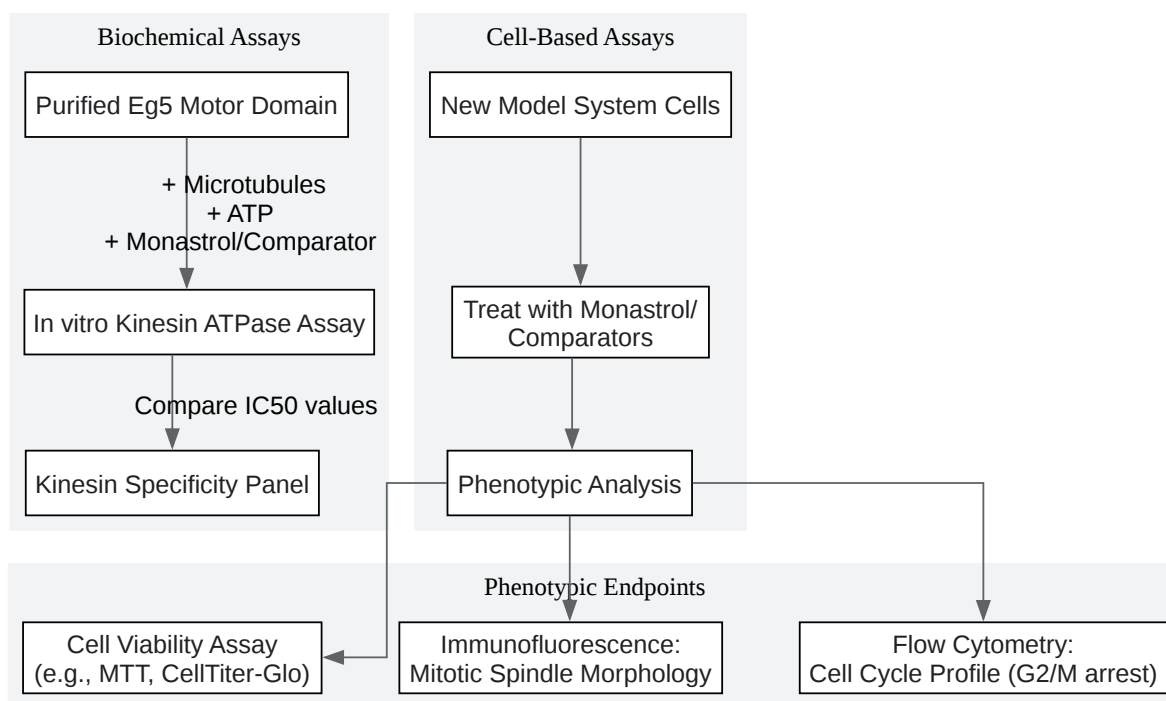 Biochemical Assays
Purified Eg5 Motor Domain
+ Microtubules
+ ATP
+ Monastrol/Comparator
In vitro Kinesin ATPase Assay
Compare IC50 values
Kinesin Specificity Panel
Cell-Based Assays
New Model System Cells
Treat with Monastrol/
Comparators
Phenotypic Analysis
Phenotypic Endpoints
Cell Viability Assay
(e.g., MTT, CellTiter-Glo)
Immunofluorescence:
Mitotic Spindle Morphology
Flow Cytometry:
Cell Cycle Profile (G2/M arrest)